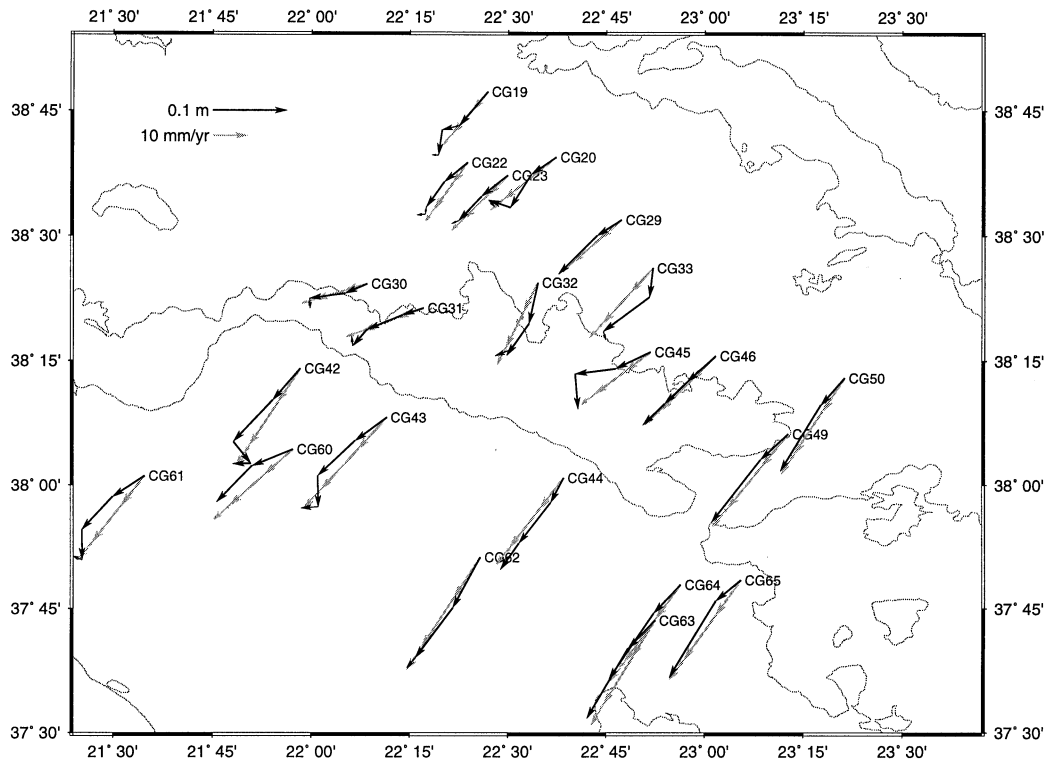 21° 30' 21° 45' 22° 00' 22° 15' 22° 30' 22° 45' 23° 00' 23° 15' 23° 30'
38° 45' 0.1 m CG19 38° 45'
10 mm/yr
CG22 CG20
CG23
38° 30' CG29 38° 30'
CG33
CG30 CG32
CG31
38° 15' CG45 CG46 38° 15'
CG42 CG50
CG43
CG49
CG60
CG61 CG44
38° 00' 38° 00'
CG62
CG64 CG65
37° 45' 37° 45'
CG63
37° 30' 37° 30'
21° 30' 21° 45' 22° 00' 22° 15' 22° 30' 22° 45' 23° 00' 23° 15' 23° 30'